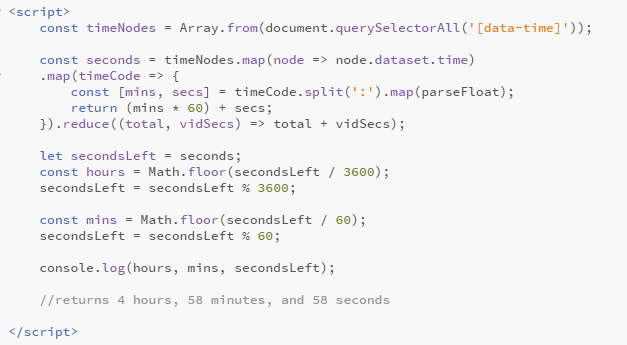 <script>
const timeNodes = Array.from(document.querySelectorAll('[data-time]'));
const seconds = timeNodes.map(node => node.dataset.time)
.map(timeCode => {
const [mins, secs] = timeCode.split(':').map(parseFloat);
return (mins * 60) + secs;
}).reduce((total, vidSecs) => total + vidSecs);
let secondsLeft = seconds;
const hours = Math.floor(secondsLeft / 3600);
secondsLeft = secondsLeft % 3600;
const mins = Math.floor(secondsLeft / 60);
secondsLeft = secondsLeft % 60;
console.log(hours, mins, secondsLeft);
//returns 4 hours, 58 minutes, and 58 seconds
</script>